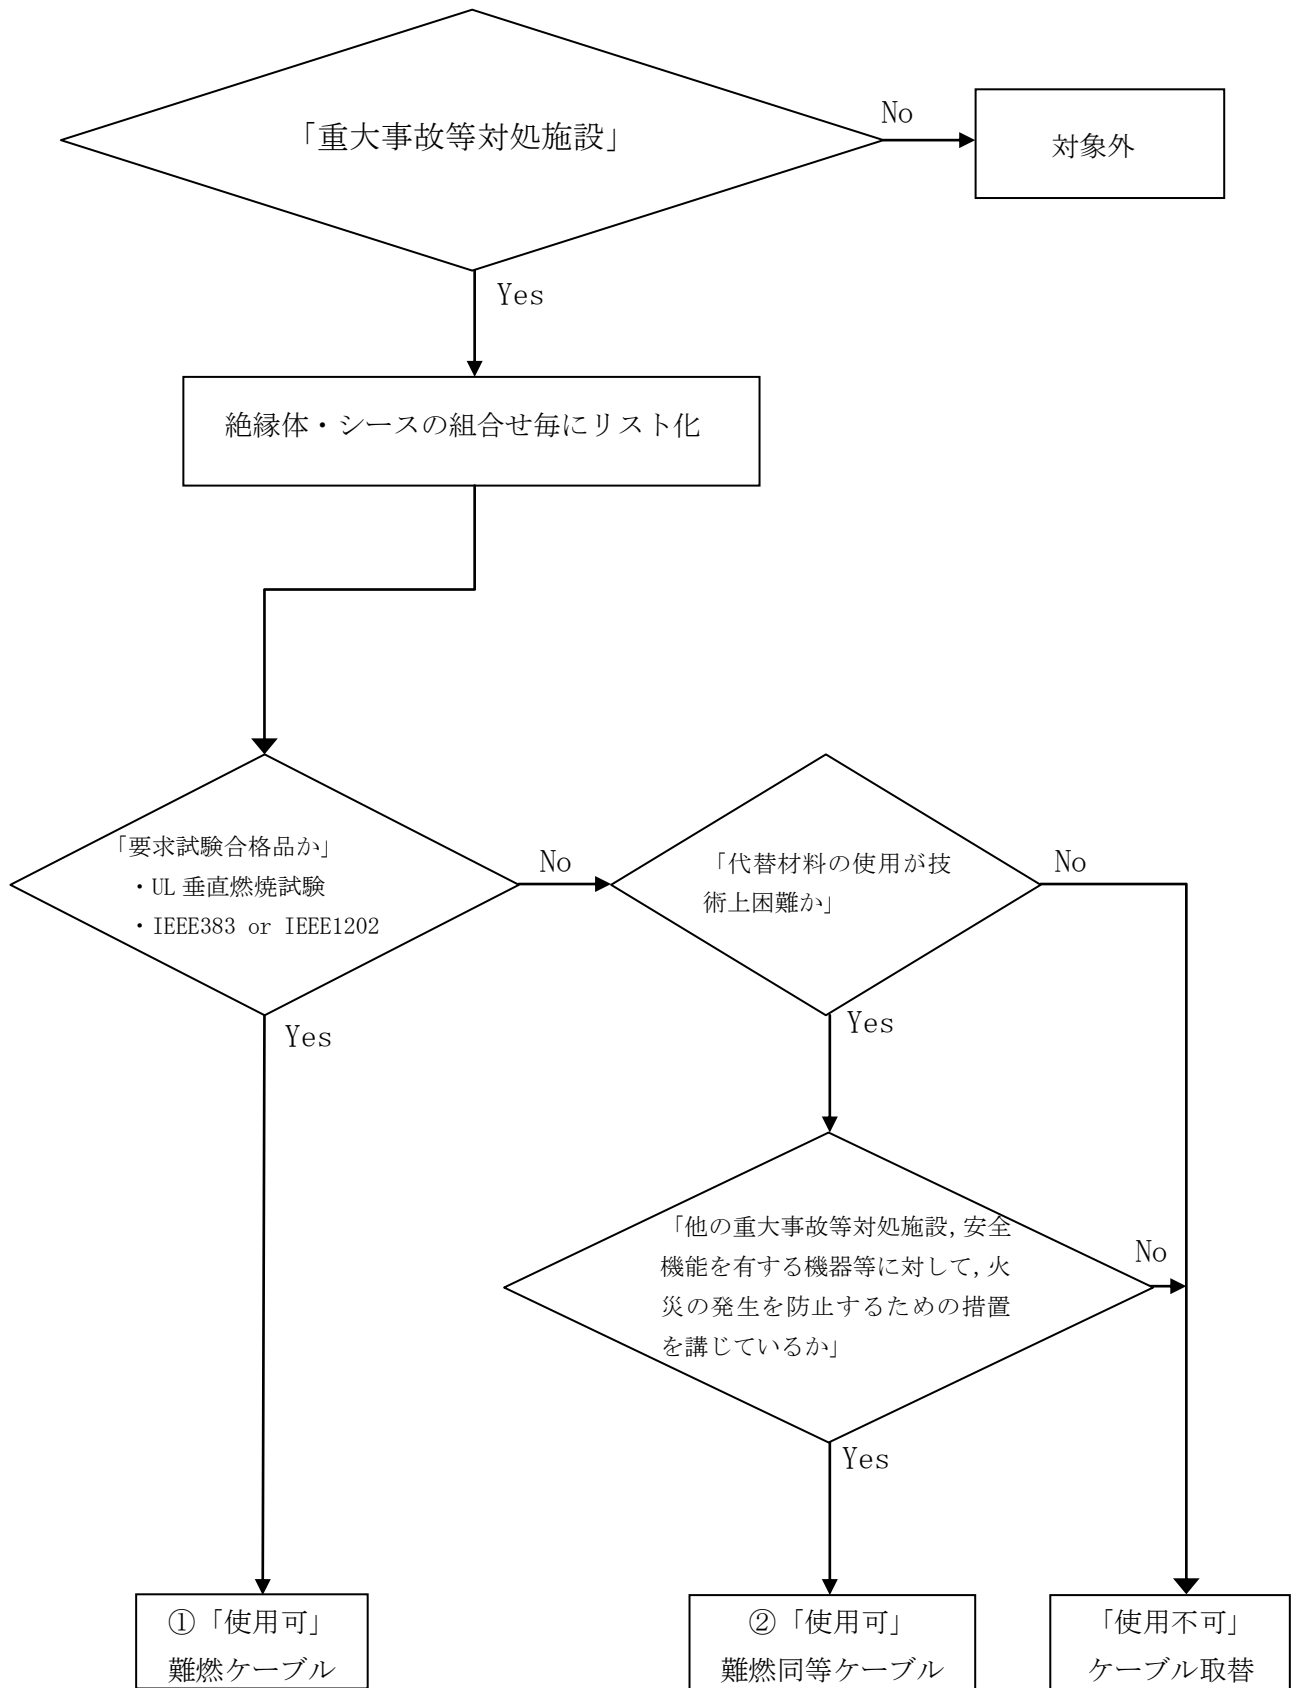 「重大事故等対処施設」
No
対象外
Yes
絶縁体・シースの組合せ毎にリスト化
「要求試験合格品か」
・UL 垂直燃焼試験
・IEEE383 or IEEE1202
No
「代替材料の使用が技
術上困難か」
No
Yes
Yes
「他の重大事故等対処施設,安全
機能を有する機器等に対して,火
災の発生を防止するための措置
を講じているか」
No
Yes
①「使用可」
難燃ケーブル
②「使用可」
難燃同等ケーブル
「使用不可」
ケーブル取替